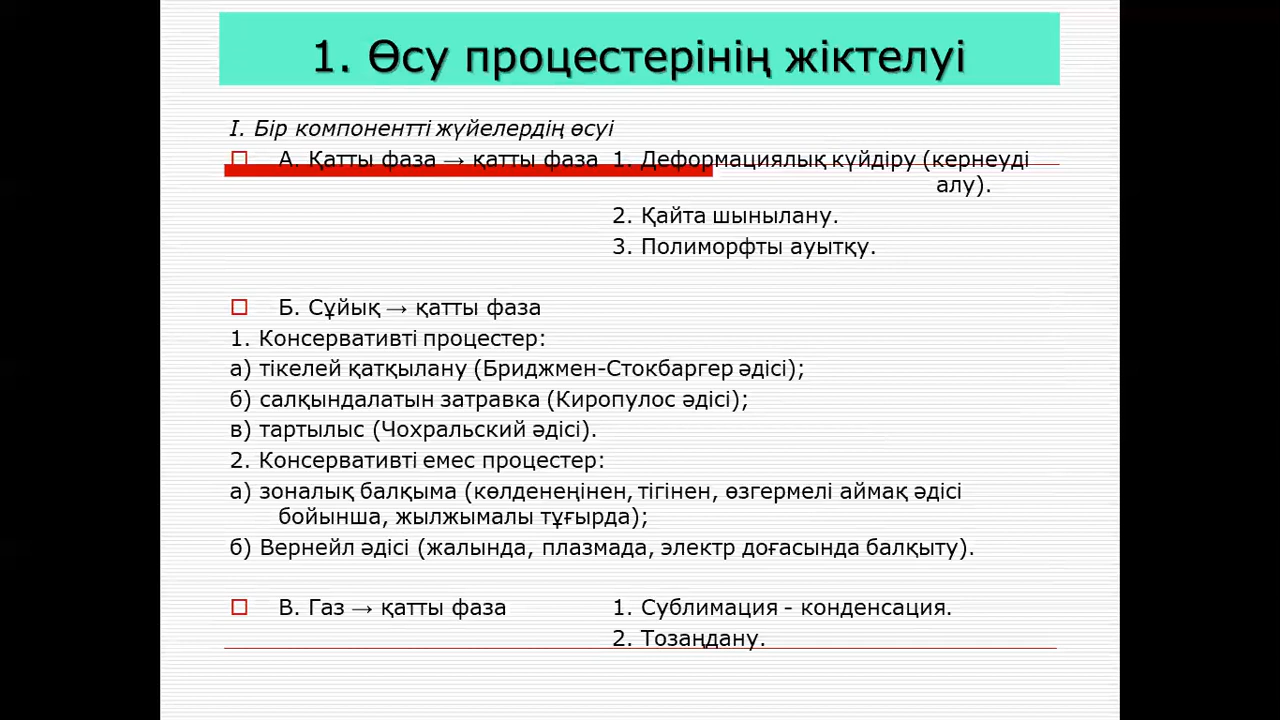 1. Өсу процестерінің жіктелуі
I. Бір компонентті жүйелердің өсуі
А. Қатты фаза → қатты фаза 1. Деформациялық күйдіру (кернеуді
алу).
2. Қайта шынылану.
3. Полиморфты ауытқу.
Б. Сұйық → қатты фаза
1. Консервативті процестер:
а) тікелей қатқылану (Бриджмен-Стокбаргер әдісі);
б) салқындалатын затравка (Киропулос әдісі);
в) тартылыс (Чохральский әдісі).
2. Консервативті емес процестер:
а) зоналық балқыма (көлденеңінен, тігінен, өзгермелі аймақ әдісі
бойынша, жылжымалы тұғырда);
б) Вернейл әдісі (жалында, плазмада, электр доғасында балқыту).
В. Газ → қатты фаза 1. Сублимация - конденсация.
2. Тозаңдану.